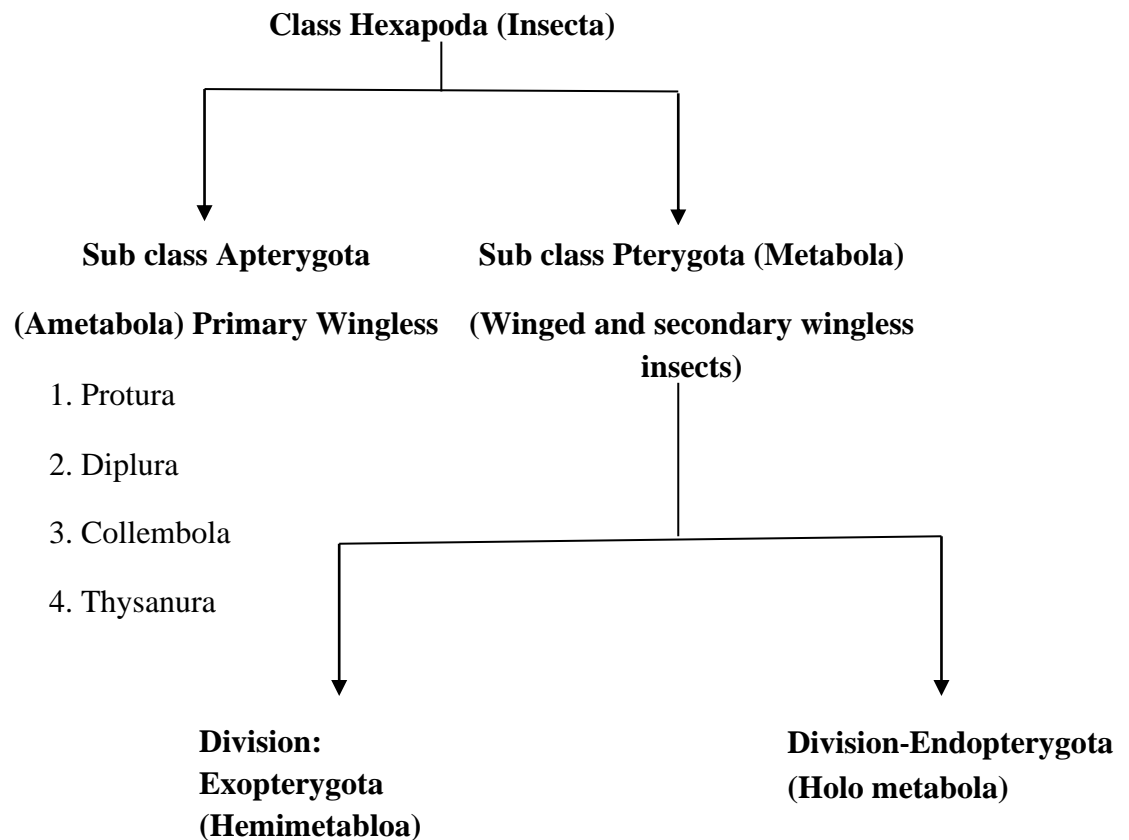 Class Hexapoda (Insecta)
Sub class Apterygota
(Ametabola) Primary Wingless
1. Protura
2. Diplura
3. Collembola
4. Thysanura
Sub class Pterygota (Metabola)
(Winged and secondary wingless
insects)
Division:
Exopterygota
(Hemimetabloa)
Division-Endopterygota
(Holo metabola)